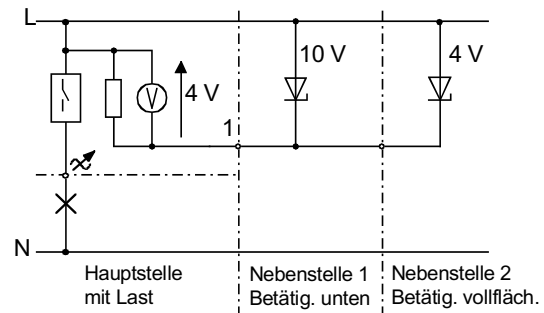 L
10 V
4 V
V
4 V
1
N
Hauptstelle
mit Last
Nebenstelle 1
Betätig. unten
Nebenstelle 2
Betätig. vollfläch.